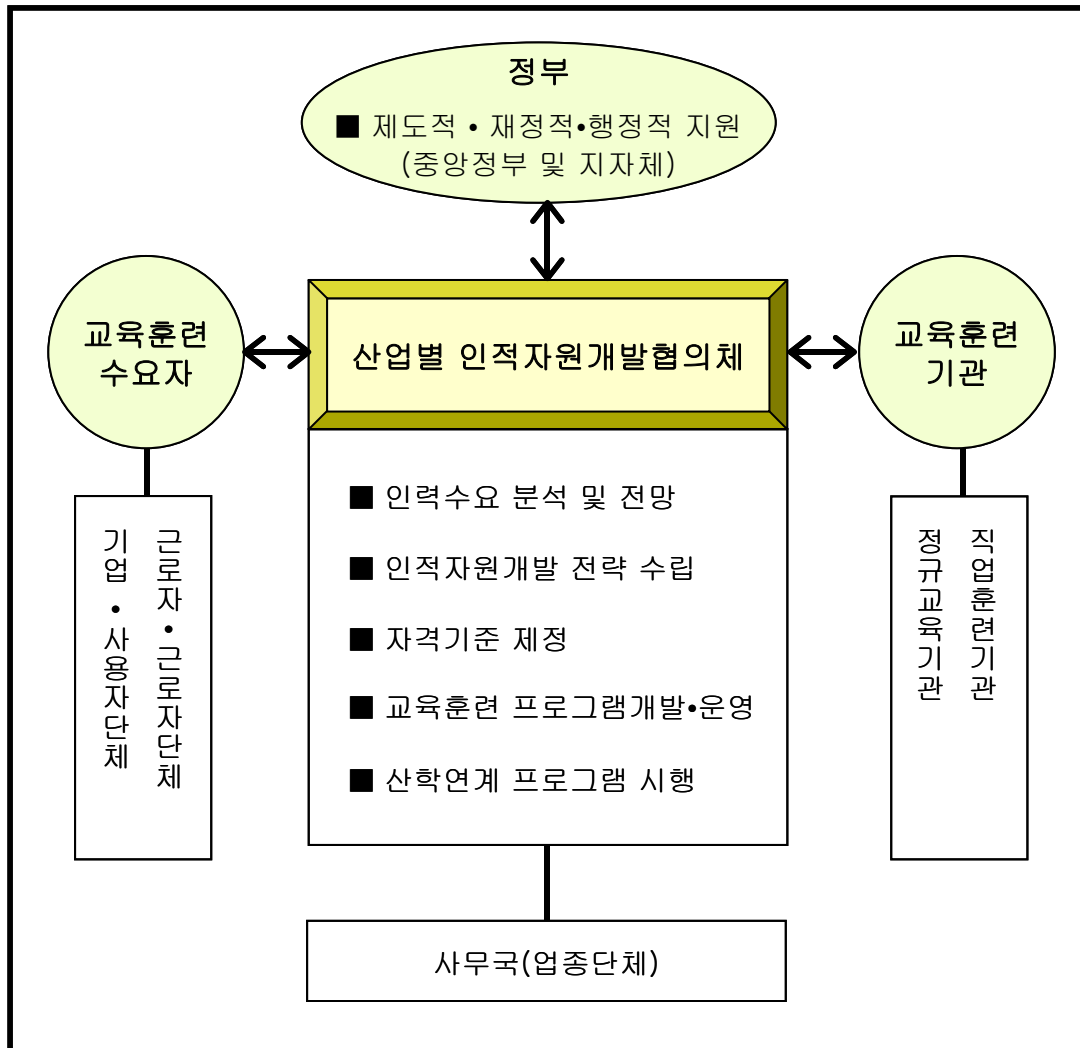 정부
■ 제도적 • 재정적•행정적 지원
(중앙정부 및 지자체)
교육훈련
수요자
산업별 인적자원개발협의체
교육훈련
기관
■ 인력수요 분석 및 전망
■ 인적자원개발 전략 수립
■ 자격기준 제정
■ 교육훈련 프로그램개발•운영
■ 산학연계 프로그램 시행
근로자•근로자단체
기업 • 사용자단체
직업훈련기관
정규교육기관
사무국(업종단체)